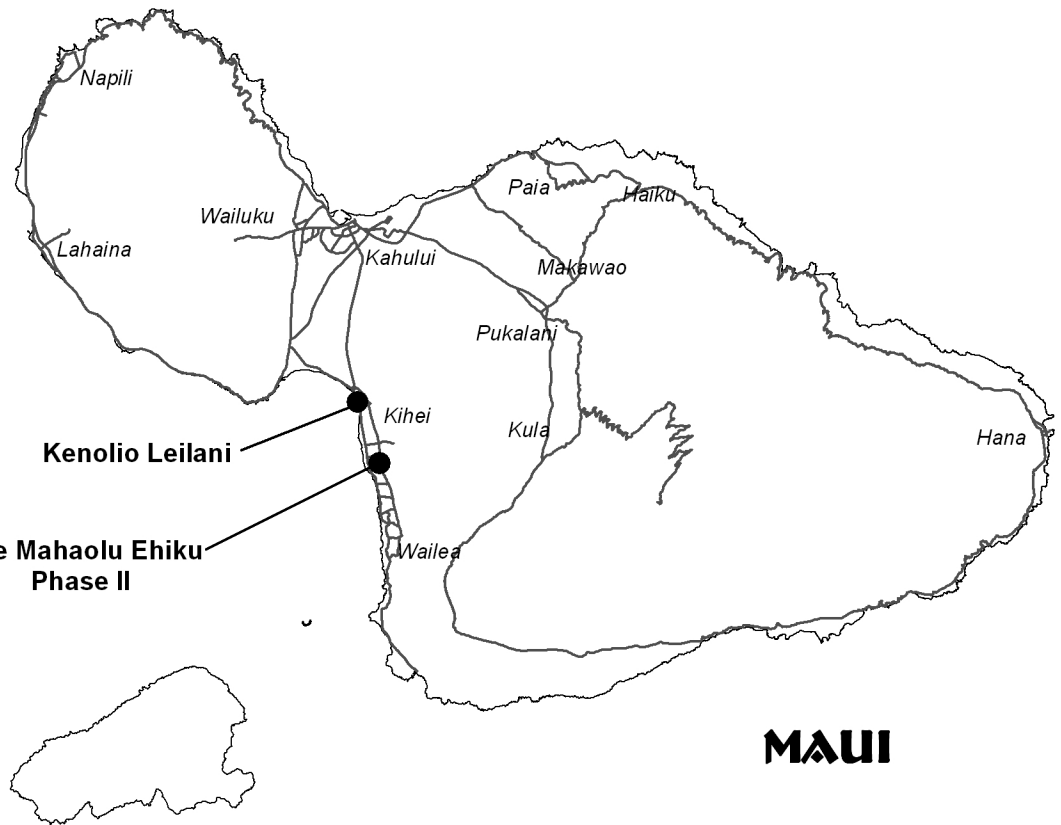 Napili
Paia
Haiku
Wailuku
Lahaina
Kahului
Makawao
Pukalani
Kihei
Kula
Hana
Kenolio Leilani
e Mahaolu Ehiku
Phase II
Wailea
MAUI